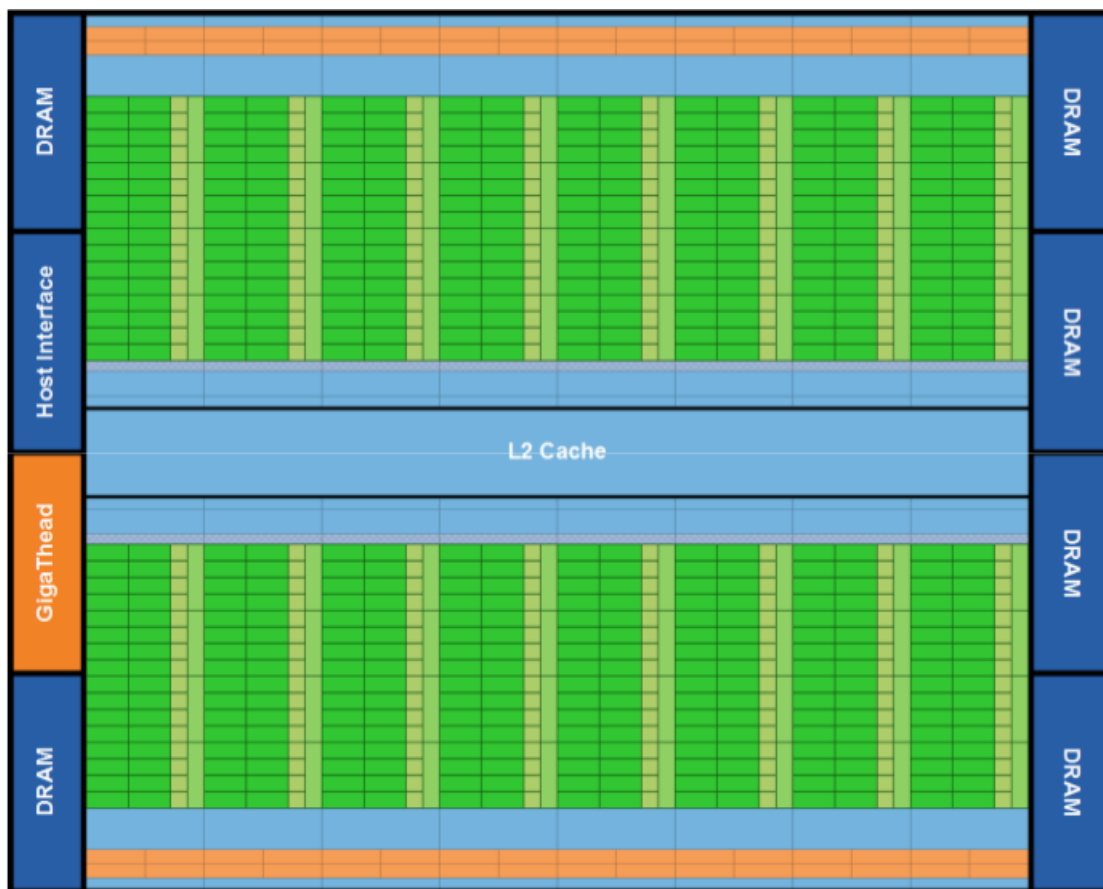 DRAM
Host Interface
GigaThead
DRAM
L2 Cache
DRAM
DRAM
DRAM
DRAM